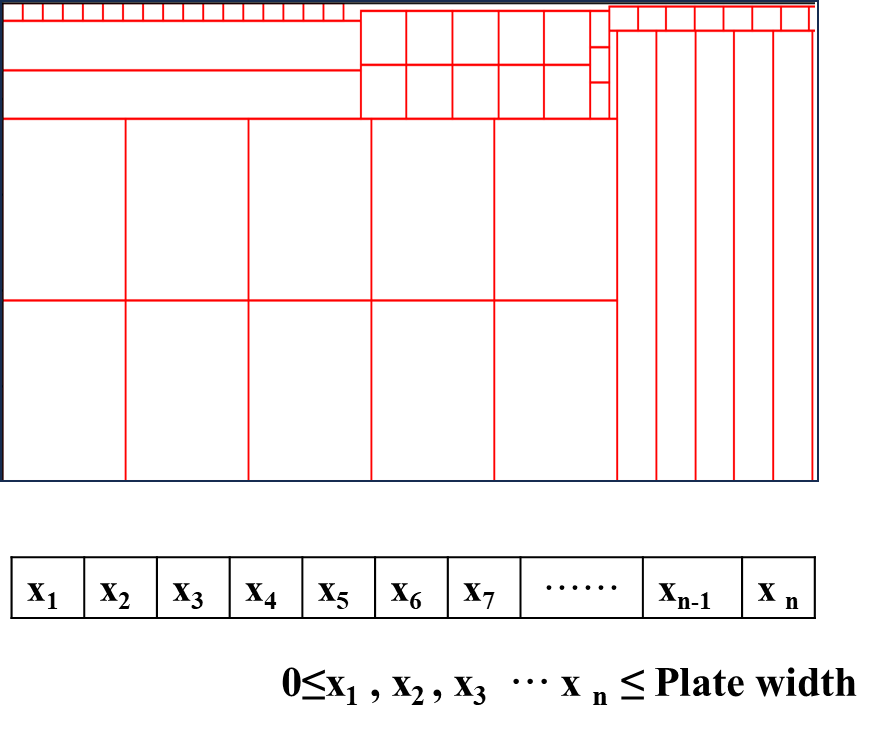 x1 x2 x3 x4 x5 x6 x7 ······ xn-1 x n
0≤x1 , x2 , x3 ··· x n ≤ Plate width